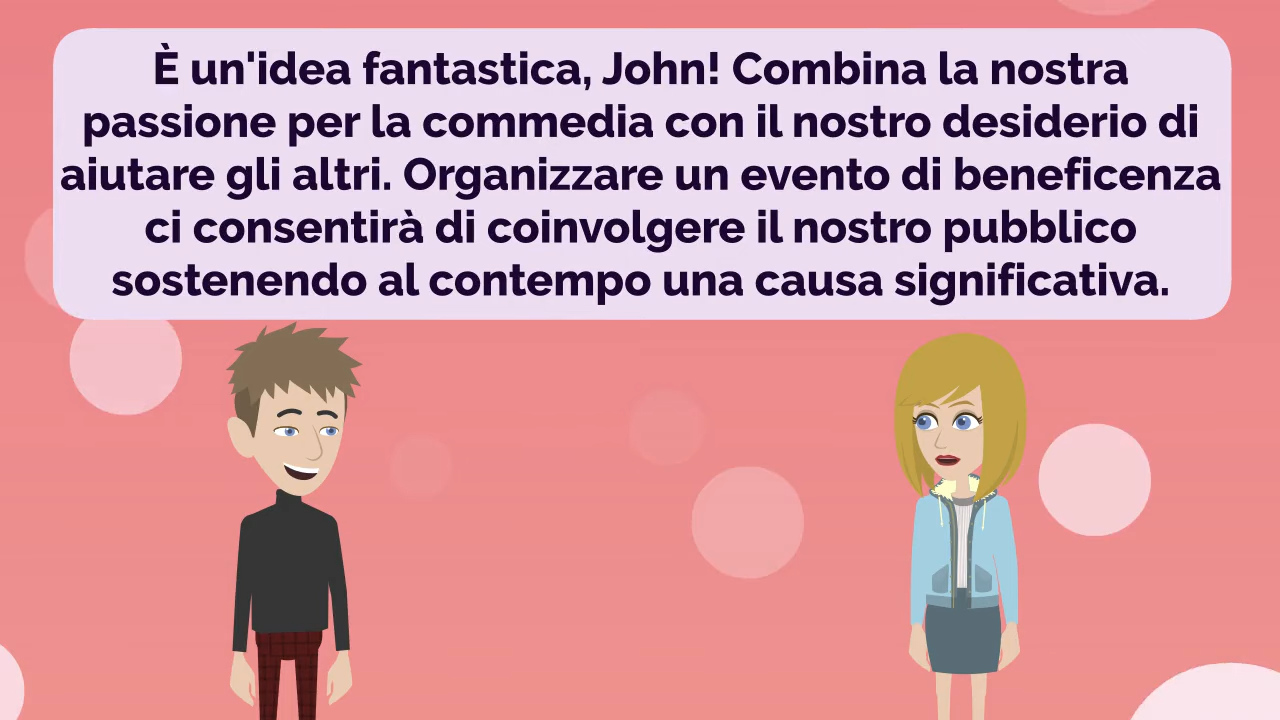 È un'idea fantastica, John! Combina la nostra
passione per la commedia con il nostro desiderio di
aiutare gli altri. Organizzare un evento di beneficenza
ci consentirà di coinvolgere il nostro pubblico
sostenendo al contempo una causa significativa.